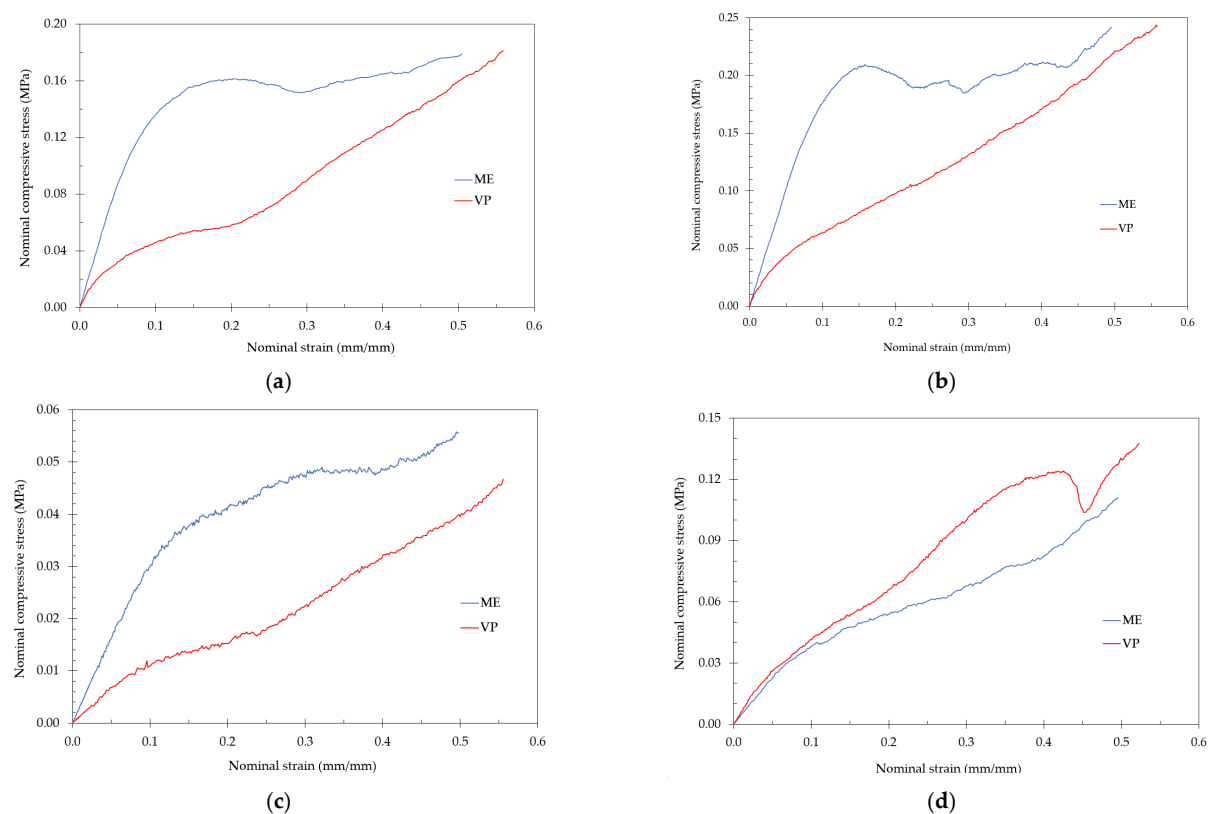 0.20
0.16
0.12
0.08
0.04
0.00
Nominal compressive stress (MPa)
ME
VP
0.0 0.1 0.2 0.3 0.4 0.5 0.6
Nominal strain (mm/mm)
(a)
0.25
0.20
0.15
0.10
0.05
0.00
Nominal compressive stress (MPa)
ME
VP
0.0 0.1 0.2 0.3 0.4 0.5 0.6
Nominal strain (mm/mm)
(b)
0.06
0.05
0.04
0.03
0.02
0.01
0.00
Nominal compressive stress (MPa)
ME
VP
0.0 0.1 0.2 0.3 0.4 0.5 0.6
Nominal strain (mm/mm)
(c)
0.15
0.12
0.09
0.06
0.03
0.00
Nominal compressive stress (MPa)
ME
VP
0.0 0.1 0.2 0.3 0.4 0.5 0.6
Nominal strain (mm/mm)
(d)